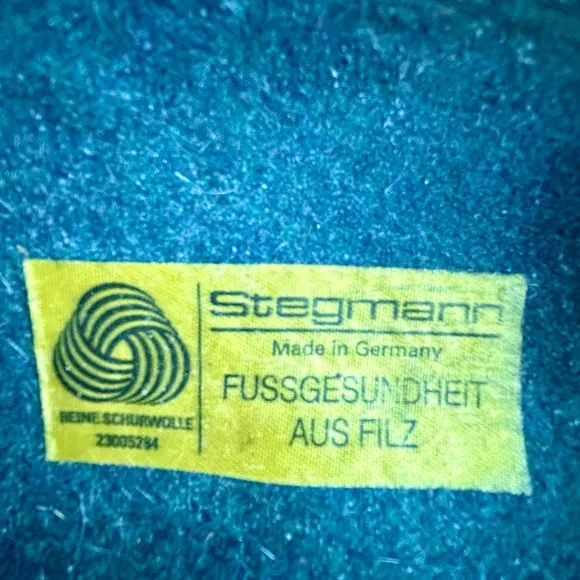 Stegmann
Made in Germany
FUSSGESUNDHEIT
AUS FILZ
REINE SCHURWOLLE
23005284